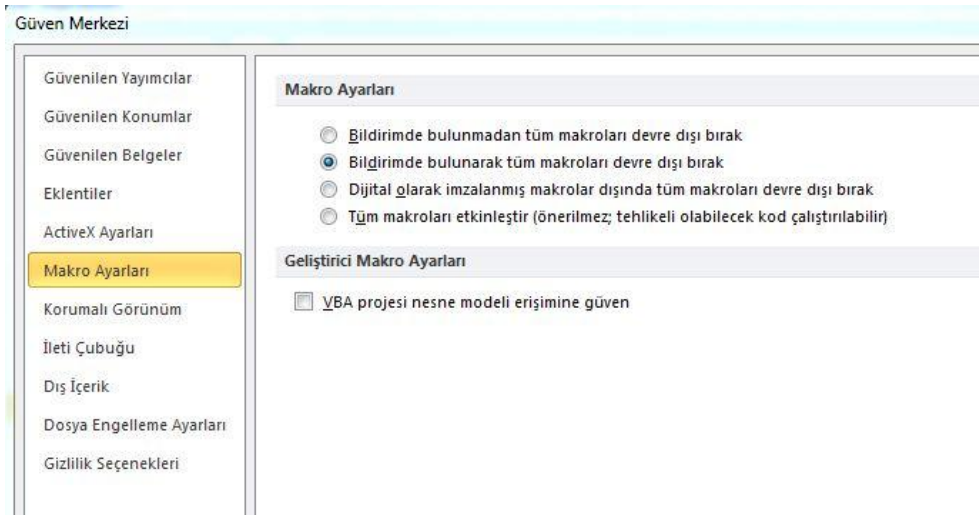 Güven Merkezi
Güvenilen Yayımcılar
Güvenilen Konumlar
Güvenilen Belgeler
Eklentiler
ActiveX Ayarları
Makro Ayarları
Korumalı Görünüm
İleti Çubuğu
Dış İçerik
Dosya Engelleme Ayarları
Gizlilik Seçenekleri
Makro Ayarları
Bildirimde bulunmadan tüm makroları devre dışı bırak
Bildirimde bulunarak tüm makroları devre dışı bırak
Dijital olarak imzalanmış makrolar dışında tüm makroları devre dışı bırak
Tüm makroları etkinleştir (önerilmez; tehlikeli olabilecek kod çalıştırılabilir)
Geliştirici Makro Ayarları
VBA projesi nesne modeli erişimine güven